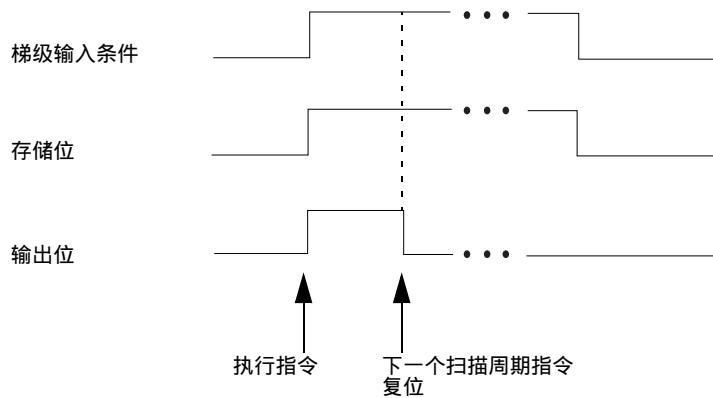 梯级输入条件
存储位
输出位
执行指令
下一个扫描周期指令
复位